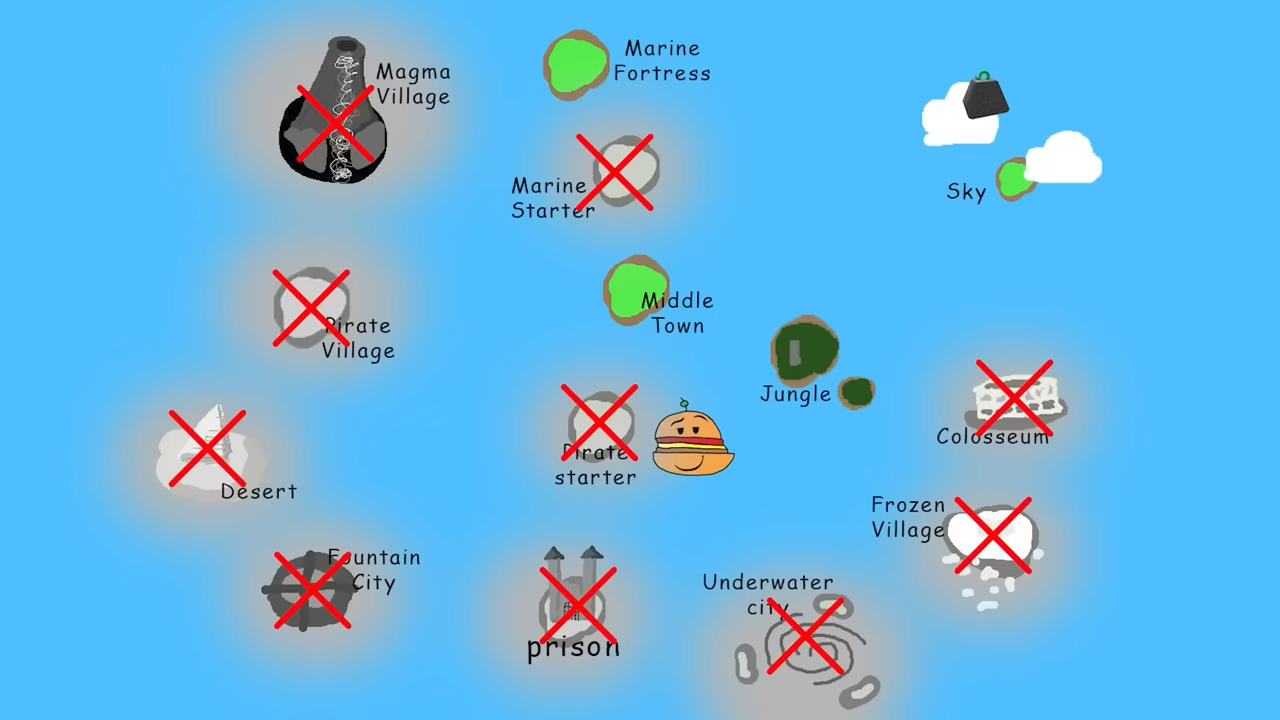 Marine
Fortress
Magma
Village
Marine
Starter
Sky
Middle
Town
Pirate
Village
Jungle
Colosseum
Pirate
starter
Desert
Frozen
Village
Fountain
City
Underwater
city
prison